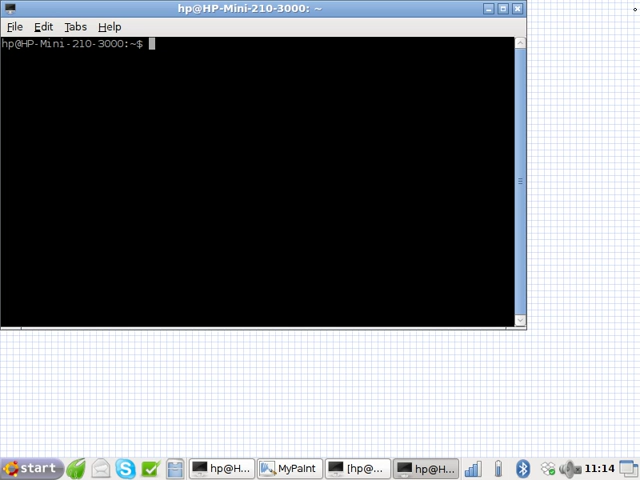 hp@HP-Mini-210-3000: ~
File Edit Tabs Help
hp@HP-Mini-210-3000:~$
start hp@H... MyPaint [hp@... hp@H... 11:14